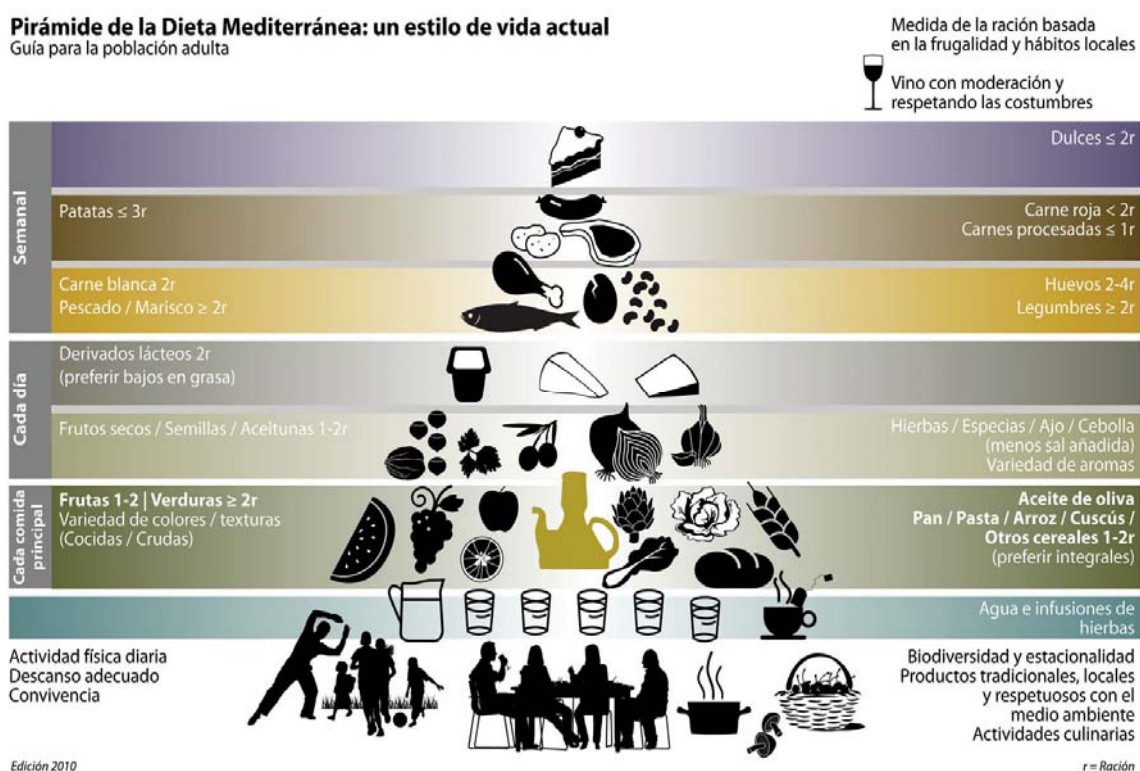 Pirámide de la Dieta Mediterránea: un estilo de vida actual
Guía para la población adulta
Medida de la ración basada
en la frugalidad y hábitos locales
Vino con moderación y
respetando las costumbres
Semanal
Dulces ≤ 2r
Patatas ≤ 3r
Carne roja < 2r
Carnes procesadas ≤ 1r
Carne blanca 2r
Pescado / Marisco ≥ 2r
Huevos 2-4r
Legumbres ≥ 2r
Cada día
Derivados lácteos 2r
(preferir bajos en grasa)
Frutos secos / Semillas / Aceitunas 1-2r
Hierbas / Especias / Ajo / Cebolla
(menos sal añadida)
Variedad de aromas
Cada comida
principal
Frutas 1-2 | Verduras ≥ 2r
Variedad de colores / texturas
(Cocidas / Crudas)
Aceite de oliva
Pan / Pasta / Arroz / Cuscús /
Otros cereales 1-2r
(preferir integrales)
Agua e infusiones de
hierbas
Actividad física diaria
Descanso adecuado
Convivencia
Biodiversidad y estacionalidad
Productos tradicionales, locales
y respetuosos con el
medio ambiente
Actividades culinarias
Edición 2010
r = Ración